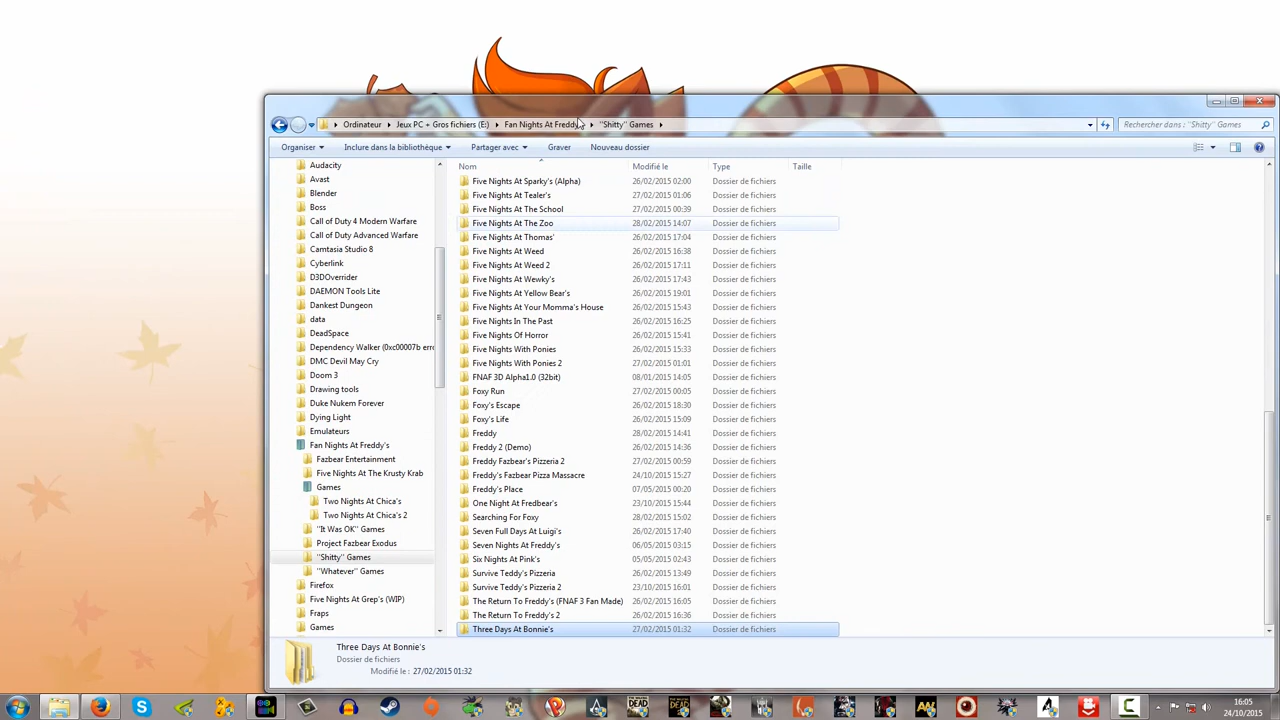 Ordinateur
Jeux PC + Gros fichiers (E:)
Fan Nights At Freddy
"Shitty" Games
Rechercher dans : "Shitty" Games
Organiser
Inclure dans la bibliothèque
Partager avec
Graver
Nouveau dossier
Audacity
Avast
Blender
Boss
Call of Duty 4 Modern Warfare
Call of Duty Advanced Warfare
Camtasia Studio 8
Cyberlink
D3DOverrider
DAEMON Tools Lite
Dankest Dungeon
data
DeadSpace
Dependency Walker (0xc00007b erro
DMC Devil May Cry
Doom 3
Drawing tools
Duke Nukem Forever
Dying Light
Emulateurs
Fan Nights At Freddy's
Fazbear Entertainment
Five Nights At The Krusty Krab
Games
Two Nights At Chica's
Two Nights At Chica's 2
"It Was OK" Games
Project Fazbear Exodus
"Shitty" Games
"Whatever" Games
Firefox
Five Nights At Grep's (WIP)
Fraps
Games
Nom Modifié le Type Taille
Five Nights At Sparky's (Alpha) 26/02/2015 02:00 Dossier de fichiers
Five Nights At Tealer's 27/02/2015 01:06 Dossier de fichiers
Five Nights At The School 27/02/2015 00:39 Dossier de fichiers
Five Nights At The Zoo 28/02/2015 14:07 Dossier de fichiers
Five Nights At Thomas' 26/02/2015 17:04 Dossier de fichiers
Five Nights At Weed 26/02/2015 16:38 Dossier de fichiers
Five Nights At Weed 2 26/02/2015 17:11 Dossier de fichiers
Five Nights At Wewky's 26/02/2015 17:43 Dossier de fichiers
Five Nights At Yellow Bear's 26/02/2015 19:01 Dossier de fichiers
Five Nights At Your Momma's House 26/02/2015 15:43 Dossier de fichiers
Five Nights In The Past 26/02/2015 16:25 Dossier de fichiers
Five Nights Of Horror 26/02/2015 15:41 Dossier de fichiers
Five Nights With Ponies 26/02/2015 15:33 Dossier de fichiers
Five Nights With Ponies 2 27/02/2015 01:01 Dossier de fichiers
FNAF 3D Alpha1.0 (32bit) 08/01/2015 14:05 Dossier de fichiers
Foxy Run 27/02/2015 00:05 Dossier de fichiers
Foxy's Escape 26/02/2015 18:30 Dossier de fichiers
Foxy's Life 26/02/2015 15:09 Dossier de fichiers
Freddy 28/02/2015 14:41 Dossier de fichiers
Freddy 2 (Demo) 26/02/2015 14:36 Dossier de fichiers
Freddy Fazbear's Pizzeria 2 27/02/2015 00:59 Dossier de fichiers
Freddy's Fazbear Pizza Massacre 24/10/2015 15:27 Dossier de fichiers
Freddy's Place 07/05/2015 00:20 Dossier de fichiers
One Night At Fredbear's 23/10/2015 15:44 Dossier de fichiers
Searching For Foxy 28/02/2015 15:02 Dossier de fichiers
Seven Full Days At Luigi's 26/02/2015 17:40 Dossier de fichiers
Seven Nights At Freddy's 06/05/2015 03:15 Dossier de fichiers
Six Nights At Pink's 05/05/2015 02:43 Dossier de fichiers
Survive Teddy's Pizzeria 26/02/2015 13:49 Dossier de fichiers
Survive Teddy's Pizzeria 2 23/10/2015 16:01 Dossier de fichiers
The Return To Freddy's (FNAF 3 Fan Made) 26/02/2015 16:05 Dossier de fichiers
The Return To Freddy's 2 26/02/2015 16:36 Dossier de fichiers
Three Days At Bonnie's 27/02/2015 01:32 Dossier de fichiers
Three Days At Bonnie's
Dossier de fichiers
Modifié le : 27/02/2015 01:32
16:05
24/10/2015